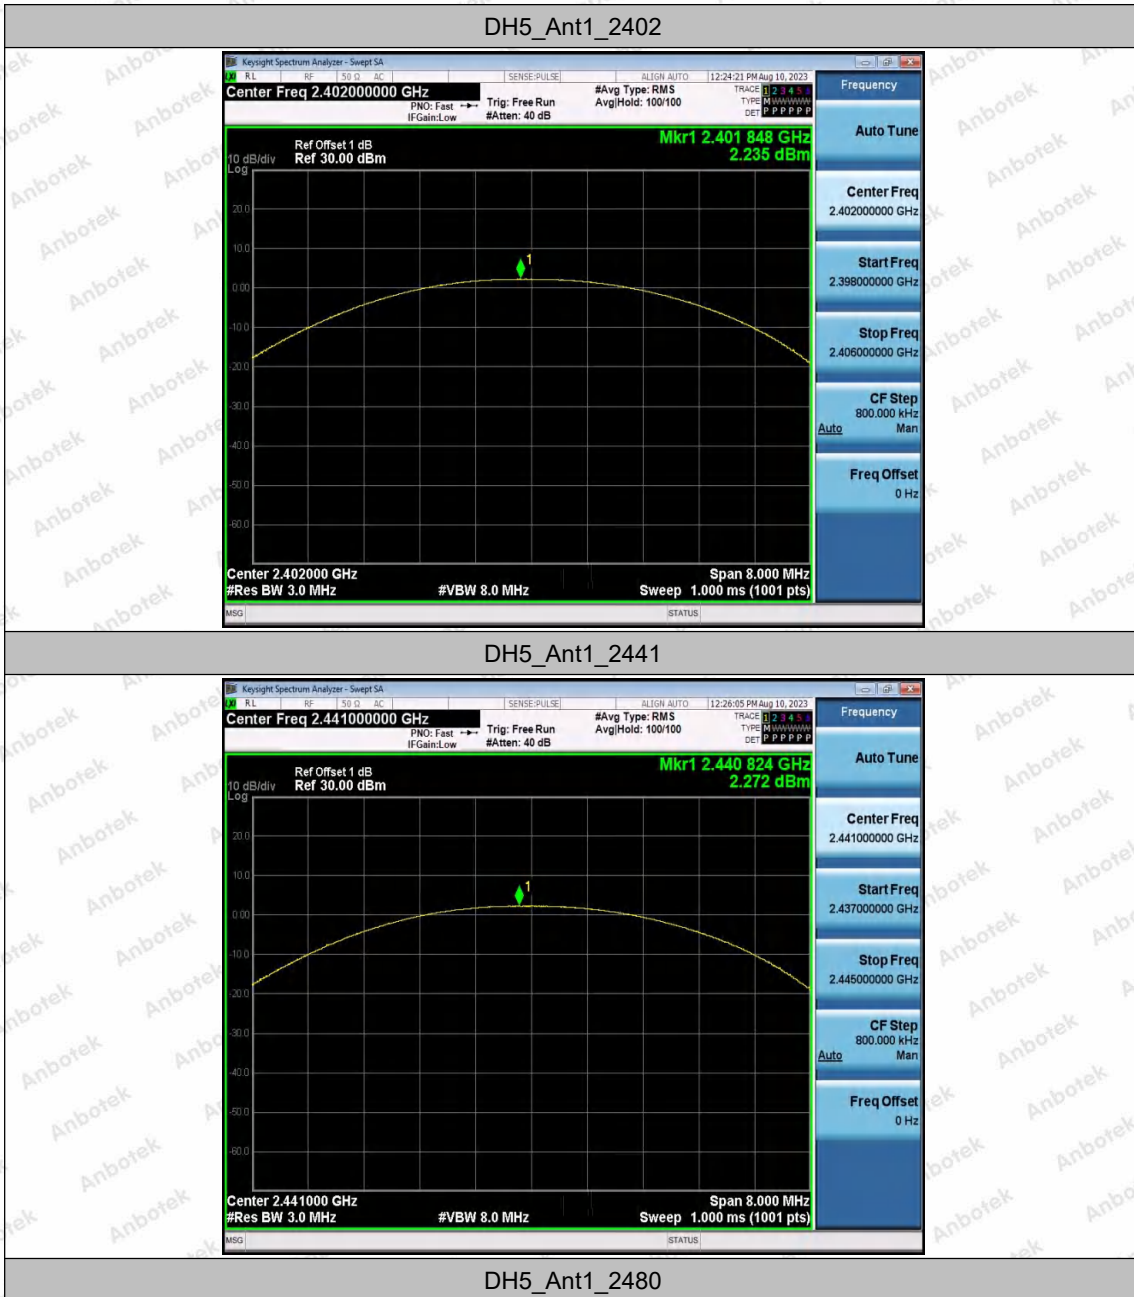 DH5_Ant1_2402
Keysight Spectrum Analyzer - Swept SA
RL RF 50 Ω AC SENSE:PULSE ALIGN AUTO 12:24:21 PM Aug 10, 2023
Center Freq 2.402000000 GHz
PNO: Fast
IFGain:Low
Trig: Free Run
#Atten: 40 dB
#Avg Type: RMS
Avg|Hold: 100/100
TRACE 1 2 3 4 5 6
TYPE M W W W W W
DET P P P P P P
Frequency
Mkr1 2.401 848 GHz
2.235 dBm
Ref Offset 1 dB
10 dB/div Ref 30.00 dBm
Log
20.0
10.0
0.00
-10.0
-20.0
-30.0
-40.0
-50.0
-60.0
1
Center 2.402000 GHz Span 8.000 MHz
#Res BW 3.0 MHz #VBW 8.0 MHz Sweep 1.000 ms (1001 pts)
MSG STATUS
Auto Tune
Center Freq
2.402000000 GHz
Start Freq
2.398000000 GHz
Stop Freq
2.406000000 GHz
CF Step
800.000 kHz
Auto Man
Freq Offset
0 Hz
DH5_Ant1_2441
Keysight Spectrum Analyzer - Swept SA
RL RF 50 Ω AC SENSE:PULSE ALIGN AUTO 12:26:05 PM Aug 10, 2023
Center Freq 2.441000000 GHz
PNO: Fast
IFGain:Low
Trig: Free Run
#Atten: 40 dB
#Avg Type: RMS
Avg|Hold: 100/100
TRACE 1 2 3 4 5 6
TYPE M W W W W W
DET P P P P P P
Frequency
Mkr1 2.440 824 GHz
2.272 dBm
Ref Offset 1 dB
10 dB/div Ref 30.00 dBm
Log
20.0
10.0
0.00
-10.0
-20.0
-30.0
-40.0
-50.0
-60.0
1
Center 2.441000 GHz Span 8.000 MHz
#Res BW 3.0 MHz #VBW 8.0 MHz Sweep 1.000 ms (1001 pts)
MSG STATUS
Auto Tune
Center Freq
2.441000000 GHz
Start Freq
2.437000000 GHz
Stop Freq
2.445000000 GHz
CF Step
800.000 kHz
Auto Man
Freq Offset
0 Hz
DH5_Ant1_2480
Anbotek